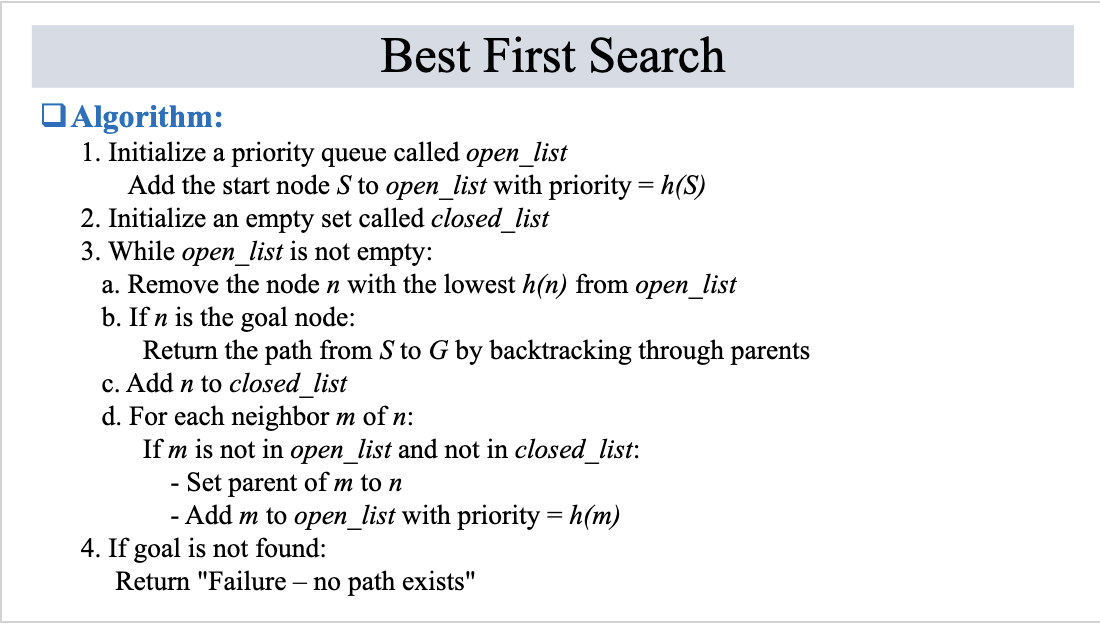 Best First Search
❑Algorithm:
1. Initialize a priority queue called open_list
Add the start node S to open_list with priority = h(S)
2. Initialize an empty set called closed_list
3. While open_list is not empty:
a. Remove the node n with the lowest h(n) from open_list
b. If n is the goal node:
Return the path from S to G by backtracking through parents
c. Add n to closed_list
d. For each neighbor m of n:
If m is not in open_list and not in closed_list:
- Set parent of m to n
- Add m to open_list with priority = h(m)
4. If goal is not found:
Return "Failure – no path exists"